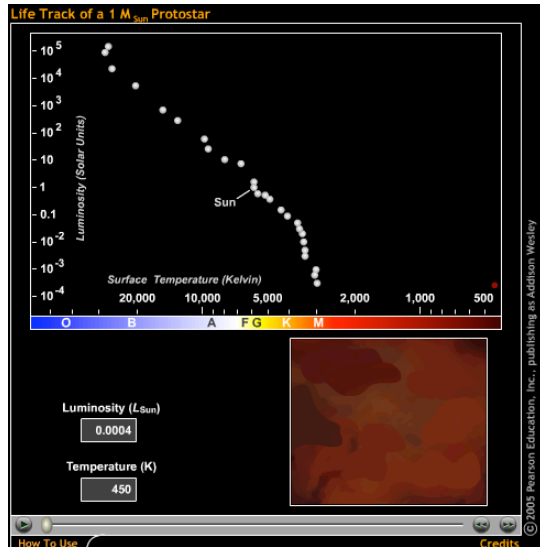 Life Track of a 1 M Sun Protostar
Luminosity (Solar Units)
10 5
10 4
10 3
10 2
10
1
0.1
10 -2
10 -3
10 -4
Sun
Surface Temperature (Kelvin)
20,000 10,000 5,000 2,000 1,000 500
O B A F G K M
Luminosity (L Sun)
0.0004
Temperature (K)
450
©2005 Pearson Education, Inc., publishing as Addison Wesley
How To Use
Credits